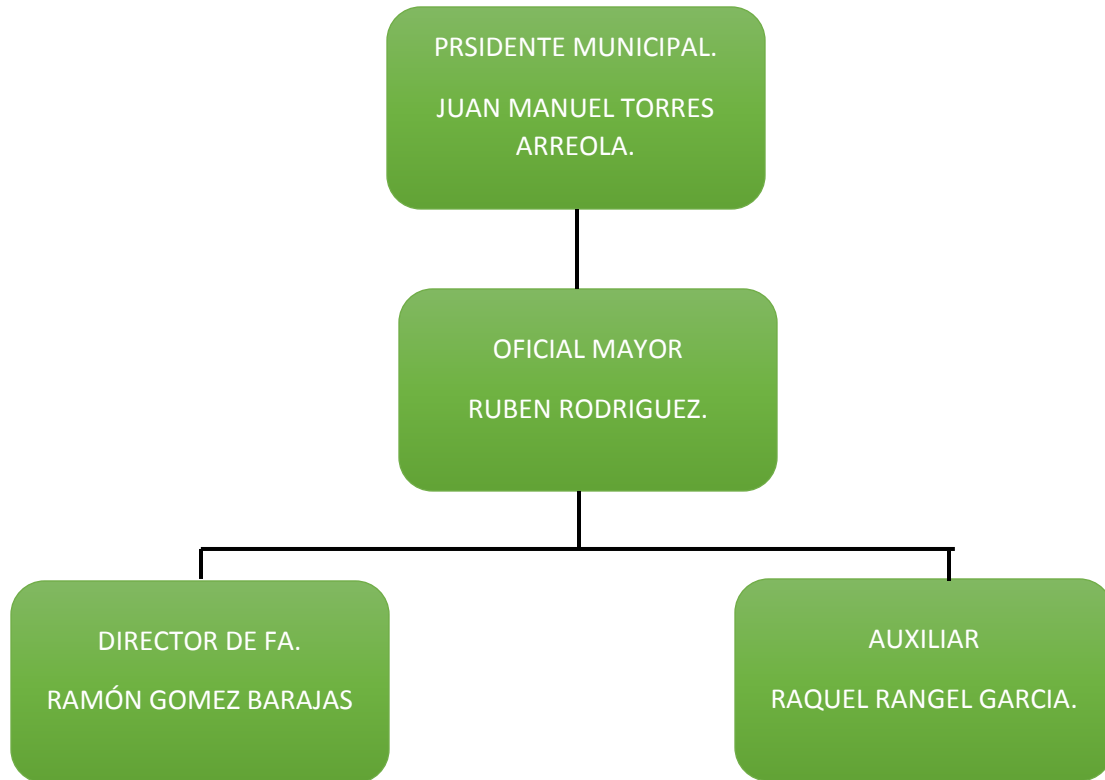 PRSIDENTE MUNICIPAL.
JUAN MANUEL TORRES
ARREOLA.
OFICIAL MAYOR
RUBEN RODRIGUEZ.
DIRECTOR DE FA.
RAMÓN GOMEZ BARAJAS
AUXILIAR
RAQUEL RANGEL GARCIA.